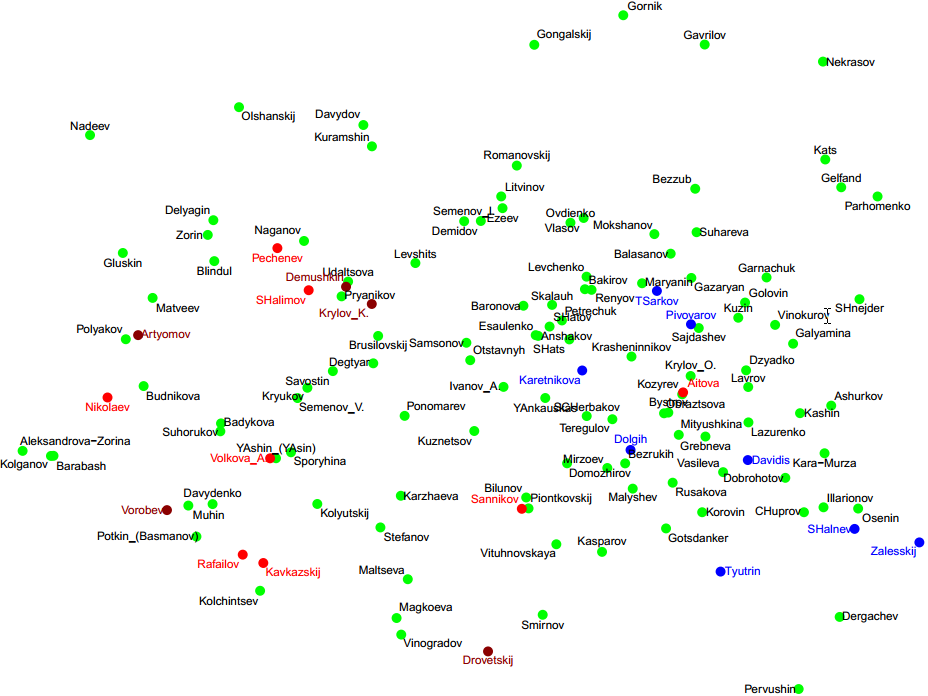 Gornik
Gongalskij
Gavrilov
Nekrasov
Olshanskij
Davydov
Nadeev
Kuramshin
Romanovskij
Kats
Bezzub
Gelfand
Litvinov
Parhomenko
Delyagin
Semenov_I.
Ezeev
Ovdienko
Demidov
Vlasov
Mokshanov
Naganov
Zorin
Suhareva
Pechenev
Levshits
Balasanov
Gluskin
Blindul
Demushkin
Udaltsova
Levchenko
Garnachuk
Bakirov
Maryanin
Gazaryan
SHalimov
Pryanikov
Skalauh
Renyov
TSarkov
Golovin
Matveev
Krylov_K.
Baronova
Petrechuk
Kuzin
SHnejder
SHatov
Pivovarov
Vinokurov
Polyakov
Artyomov
Esaulenko
Anshakov
Sajdashev
Galyamina
Brusilovskij
Samsonov
Otstavnyh
SHats
Krasheninnikov
Degtyar
Krylov_O.
Dzyadko
Karetnikova
Savostin
Ivanov_A.
Kozyrev
Aitova
Lavrov
Budnikova
Kryukov
Semenov_V.
Ponomarev
YAnkauskas
SCHerbakov
Bystrov
Obraztsova
Ashurkov
Nikolaev
Kashin
Badykova
Teregulov
Mityushkina
Suhorukov
Kuznetsov
Dolgih
Grebneva
Lazurenko
Aleksandrova-Zorina
YAshin_(YAsin)
Kolganov
Barabash
Volkova_A.
Sporyhina
Mirzoev
Bezrukih
Vasileva
Davidis
Kara-Murza
Domozhirov
Dobrohotov
Bilunov
Davydenko
Karzhaeva
Sannikov
Piontkovskij
Malyshev
Rusakova
Illarionov
Vorobev
Muhin
Kolyutskij
Korovin
CHuprov
Osenin
Potkin_(Basmanov)
Stefanov
Gotsdanker
SHalnev
Kasparov
Vituhnovskaya
Zalesskij
Rafailov
Kavkazskij
Maltseva
Tyutrin
Kolchintsev
Magkoeva
Smirnov
Dergachev
Vinogradov
Drovetskij
Pervushin